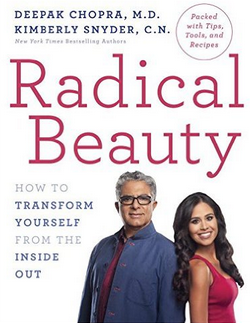 DEEPAK CHOPRA, M.D.
KIMBERLY SNYDER, C.N.
New York Times Bestselling Authors
Packed
with Tips,
Tools, and
Recipes
Radical
Beauty
HOW TO
TRANSFORM
YOURSELF
FROM THE
INSIDE
OUT